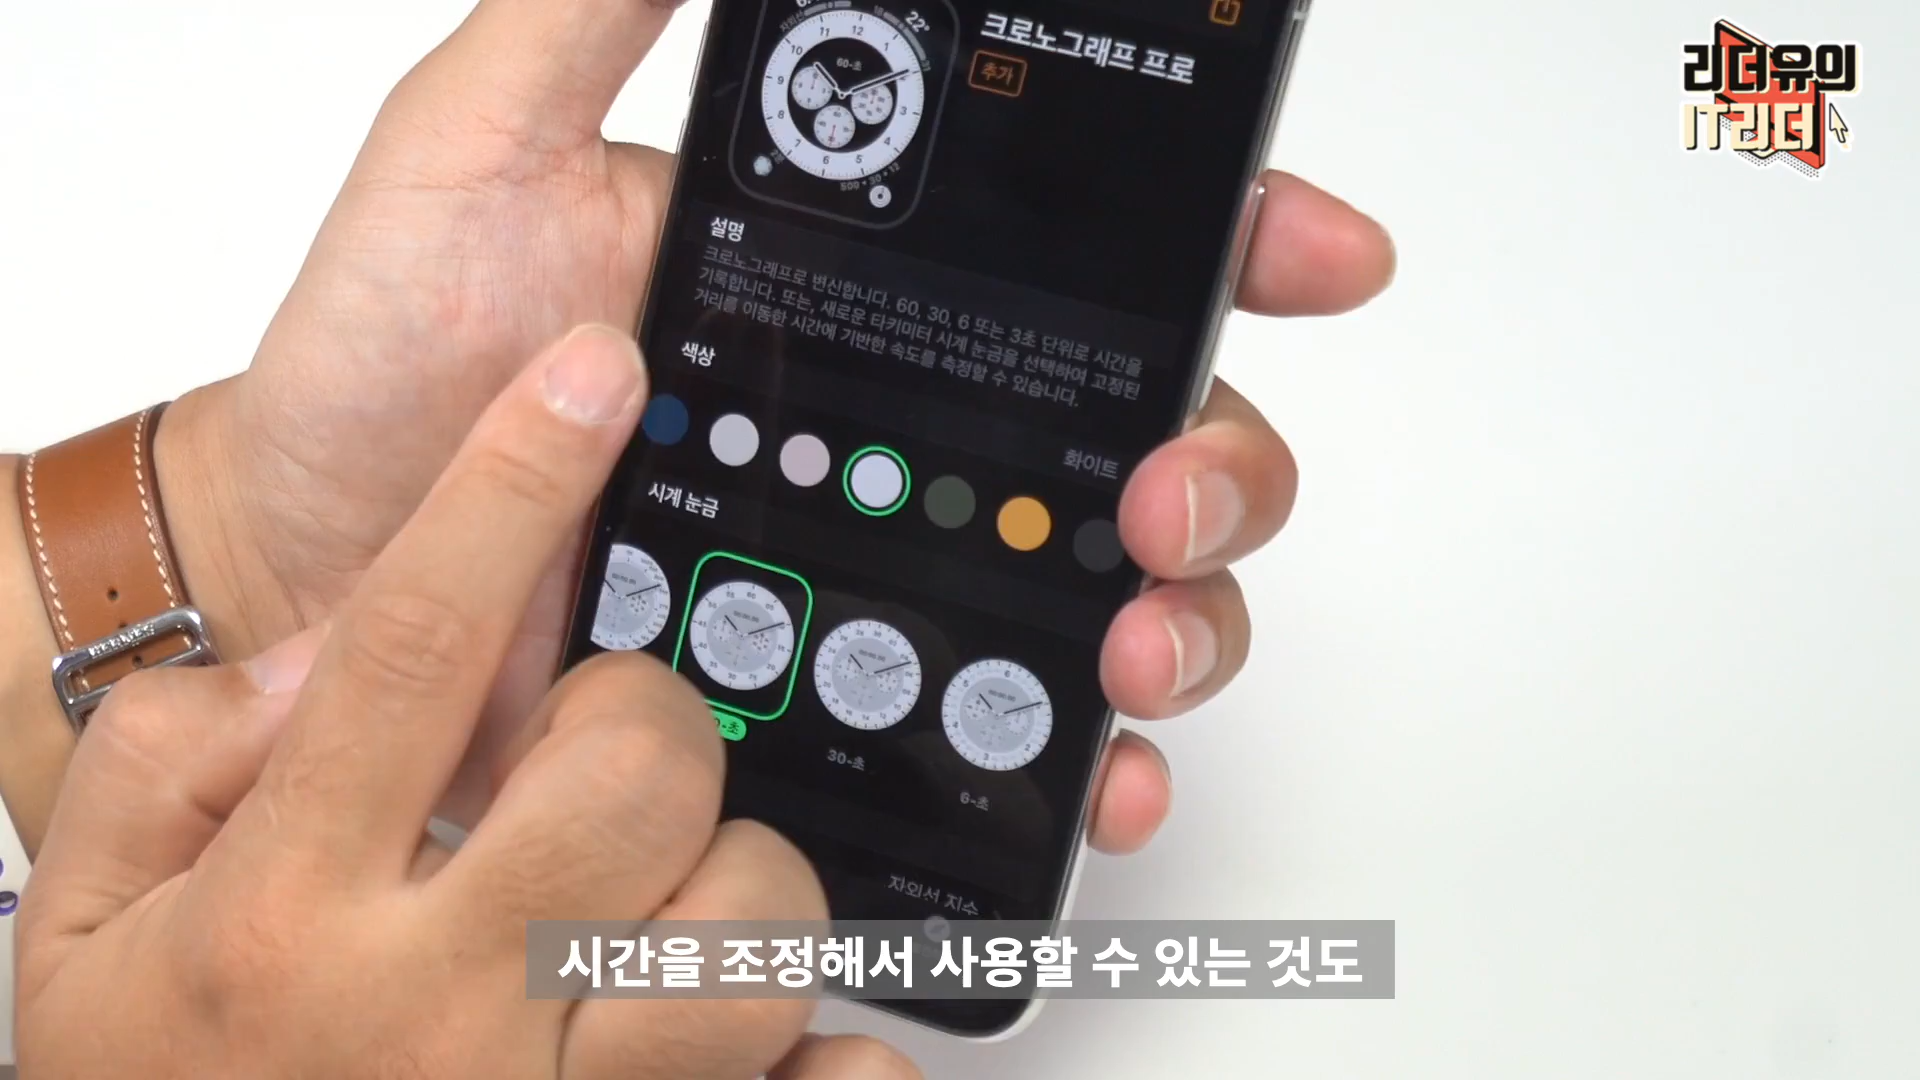 리더유의
IT리더
크로노그래프 프로
추가
22°
60-초
설명
크로노그래프로 변신합니다. 60, 30, 6 또는 3초 단위로 시간을
기록합니다. 또는, 새로운 타키미터 시계 눈금을 선택하여 고정된
거리를 이동한 시간에 기반한 속도를 측정할 수 있습니다.
색상
화이트
시계 눈금
30-초
6-초
자외선 지수
시간을 조정해서 사용할 수 있는 것도